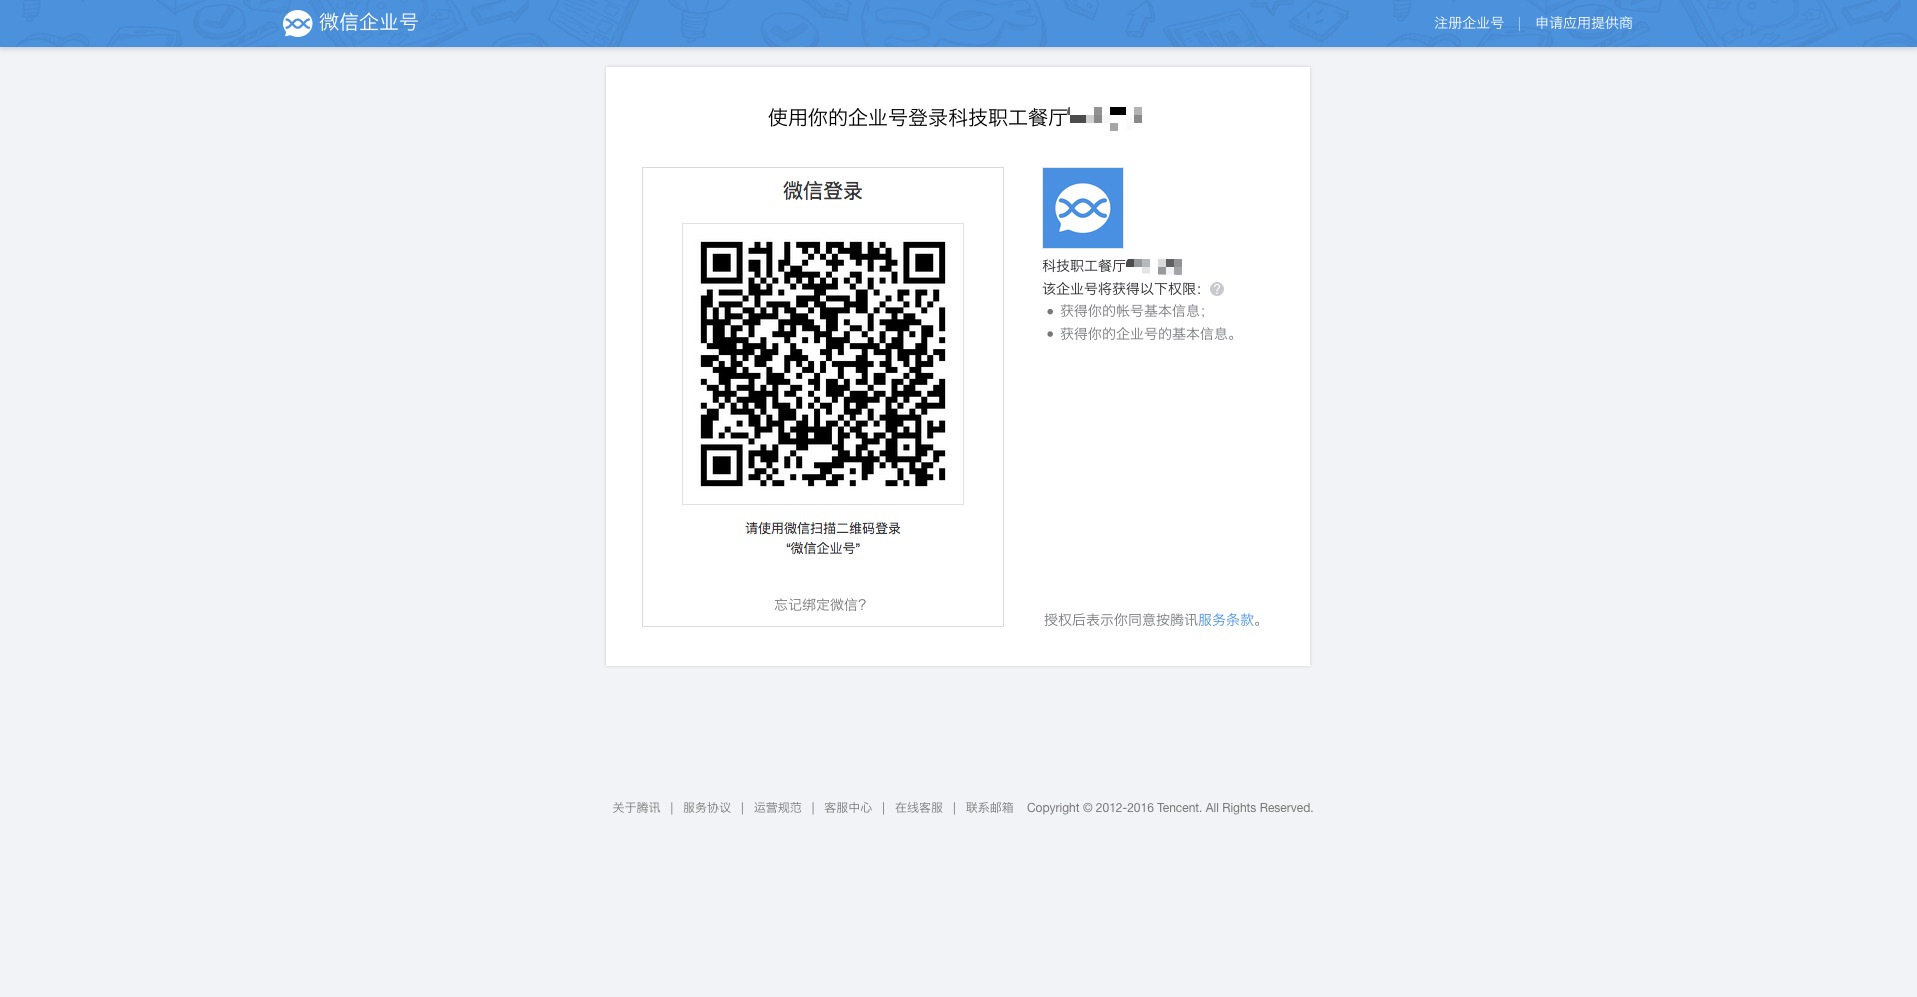 微信企业号
注册企业号 | 申请应用提供商
使用你的企业号登录科技职工餐厅
微信登录
请使用微信扫描二维码登录
“微信企业号”
忘记绑定微信?
科技职工餐厅
该企业号将获得以下权限: ?
• 获得你的帐号基本信息;
• 获得你的企业号的基本信息。
授权后表示你同意按腾讯服务条款。
关于腾讯 | 服务协议 | 运营规范 | 客服中心 | 在线客服 | 联系邮箱 Copyright © 2012-2016 Tencent. All Rights Reserved.